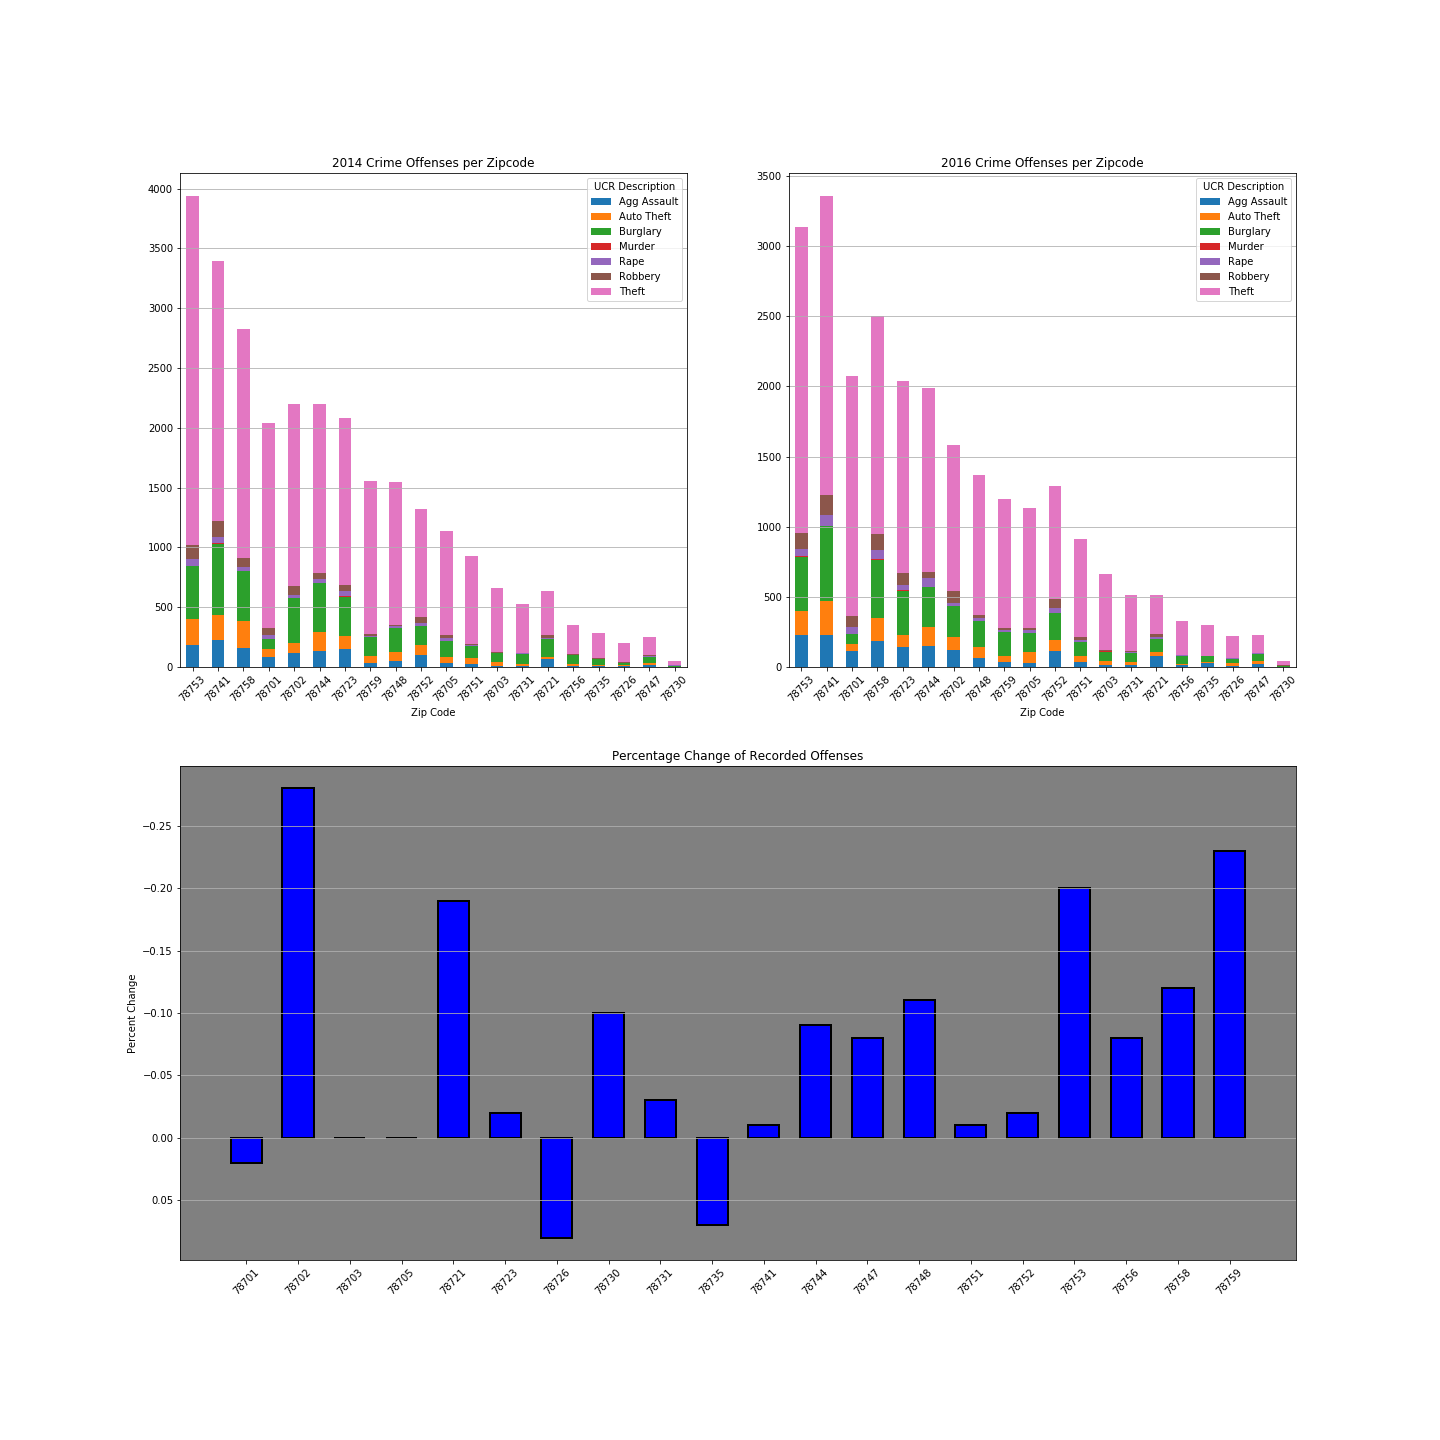 2014 Crime Offenses per Zipcode
4000
3500
3000
2500
2000
1500
1000
500
0
UCR Description
Agg Assault
Auto Theft
Burglary
Murder
Rape
Robbery
Theft
78753 78741 78758 78701 78702 78744 78723 78759 78748 78752 78705 78751 78703 78731 78721 78756 78735 78726 78747 78730
Zip Code
2016 Crime Offenses per Zipcode
3500
3000
2500
2000
1500
1000
500
0
UCR Description
Agg Assault
Auto Theft
Burglary
Murder
Rape
Robbery
Theft
78753 78741 78701 78758 78723 78744 78702 78748 78759 78705 78752 78751 78703 78731 78721 78756 78735 78726 78747 78730
Zip Code
Percentage Change of Recorded Offenses
Percent Change
−0.25
−0.20
−0.15
−0.10
−0.05
0.00
0.05
78701 78702 78703 78705 78721 78723 78726 78730 78731 78735 78741 78744 78747 78748 78751 78752 78753 78756 78758 78759